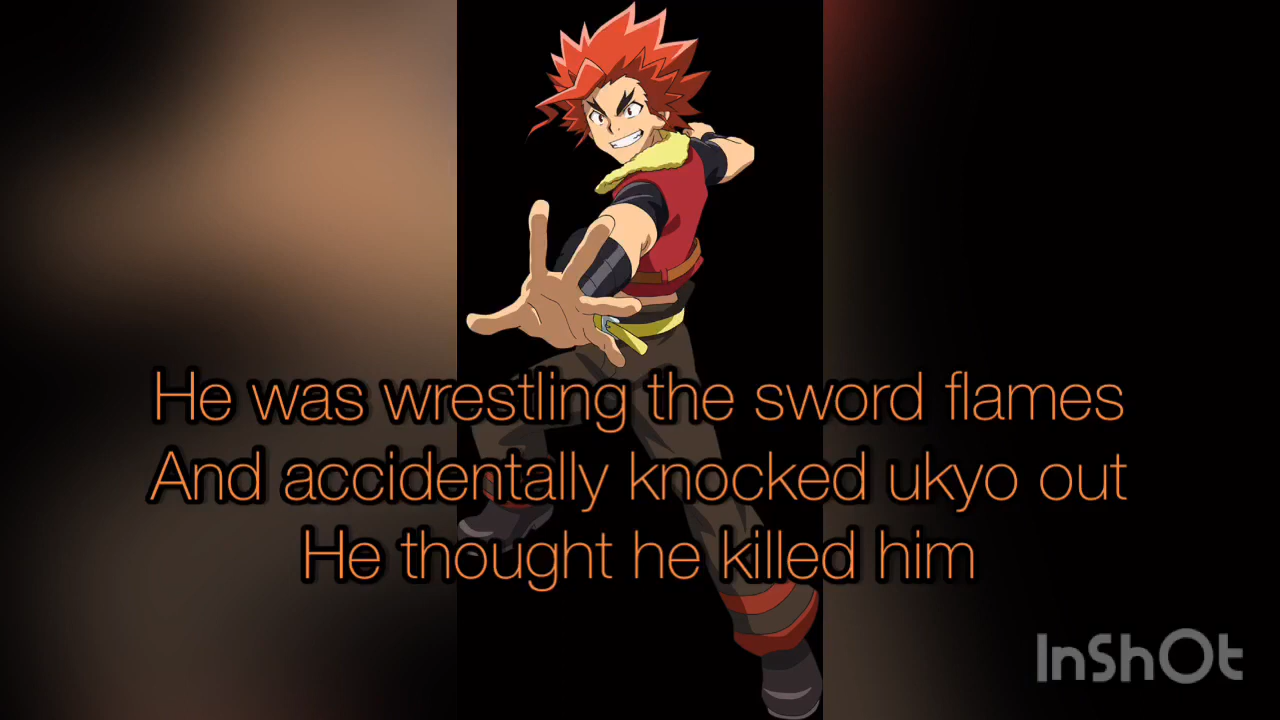 He was wrestling the sword flames
And accidentally knocked ukyo out
He thought he killed him
InShOt